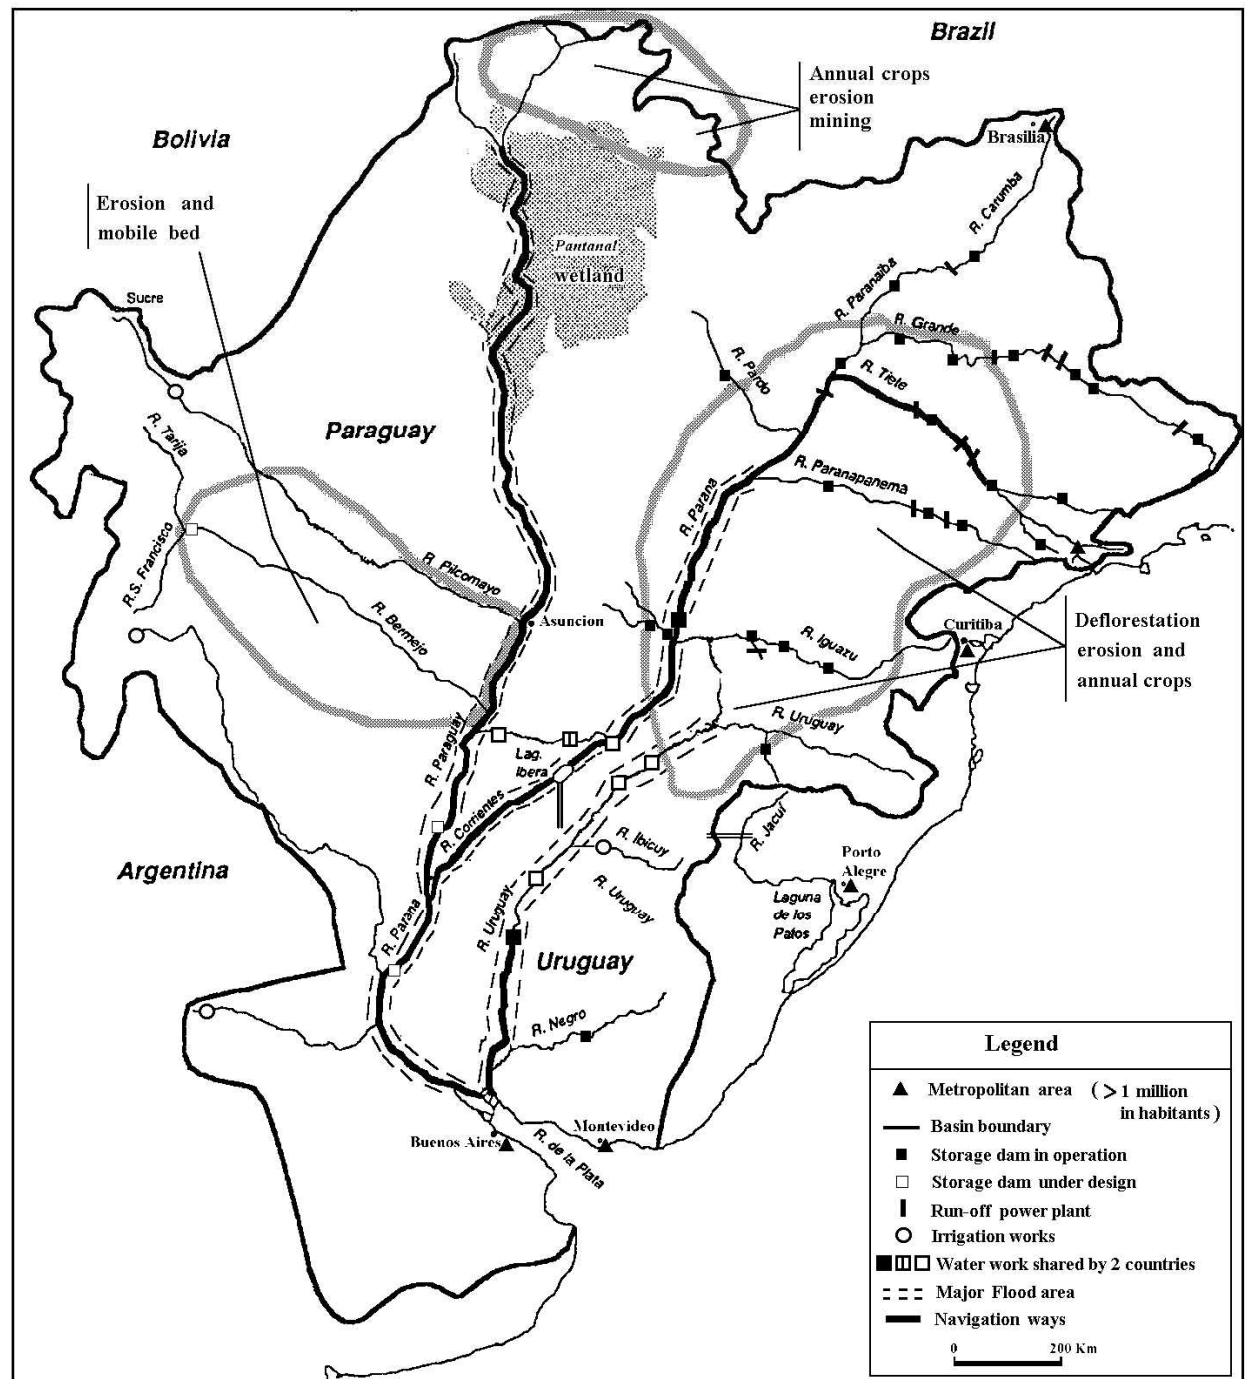 Brazil
Annual crops
erosion
mining
Bolivia
Brasilia
Erosion and
mobile bed
R. Carumba
Pantanal
wetland
R. Paranaiba
Sucre
R. Grande
R. Pardo
R. Tiete
R. Tarija
Paraguay
R. Paranapanema
R. Parana
R.S. Francisco
R. Pilcomayo
R. Bermejo
Asuncion
Curitiba
Deflorestation
erosion and
annual crops
R. Iguazu
R. Paraguay
R. Uruguay
Lag.
Ibera
R. Corrientes
R. Ibicuy
R. Jacuí
Argentina
Porto
Alegre
R. Uruguay
R. Uruguay
Laguna
de los
Patos
R. Parana
Uruguay
R. Negro
Buenos Aires
R. de la Plata
Montevideo
Legend
Metropolitan area ( > 1 million
in habitants )
Basin boundary
Storage dam in operation
Storage dam under design
Run-off power plant
Irrigation works
Water work shared by 2 countries
Major Flood area
Navigation ways
0 200 Km